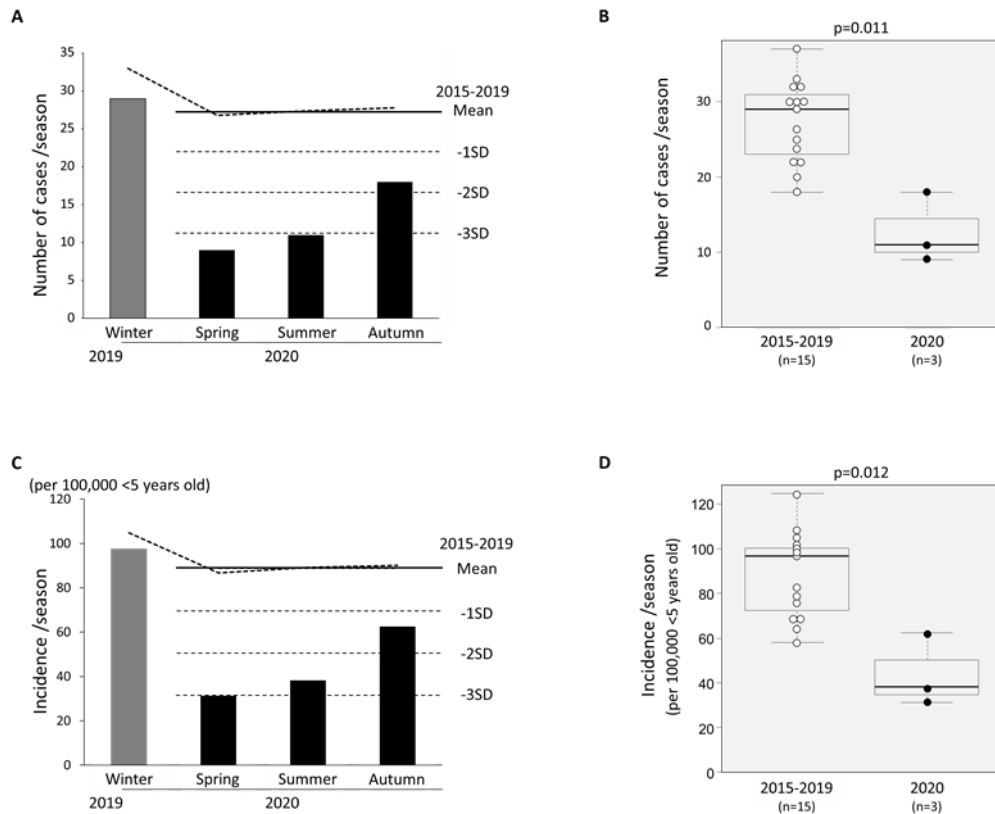 A
Number of cases /season
35
30
25
20
15
10
5
0
2015-2019
Mean
-1SD
-2SD
-3SD
Winter Spring Summer Autumn
2019 2020
B
p=0.011
Number of cases /season
30
20
10
0
2015-2019 2020
(n=15) (n=3)
C
(per 100,000 <5 years old)
Incidence /season
120
100
80
60
40
20
0
2015-2019
Mean
-1SD
-2SD
-3SD
Winter Spring Summer Autumn
2019 2020
D
p=0.012
Incidence /season
(per 100,000 <5 years old)
120
100
80
60
40
20
0
2015-2019 2020
(n=15) (n=3)